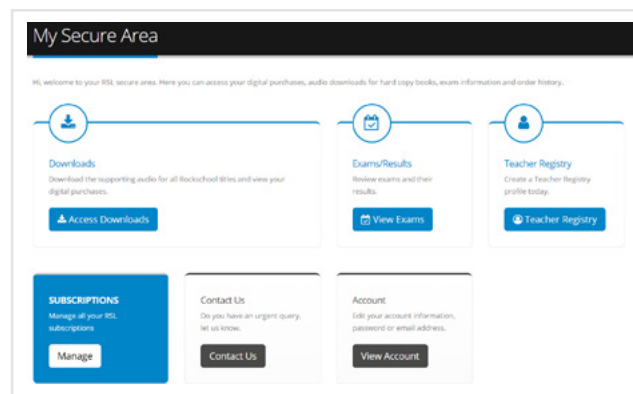 My Secure Area
Hi, welcome to your RSL secure area. Here you can access your digital purchases, audio downloads for hard copy books, exam information and order history.
Downloads
Download the supporting audio for all Rockschool titles and view your
digital purchases.
Access Downloads
Exams/Results
Review exams and their
results.
View Exams
Teacher Registry
Create a Teacher Registry
profile today.
Teacher Registry
SUBSCRIPTIONS
Manage all your RSL
subscriptions
Manage
Contact Us
Do you have an urgent query,
let us know.
Contact Us
Account
Edit your account information,
password or email address.
View Account